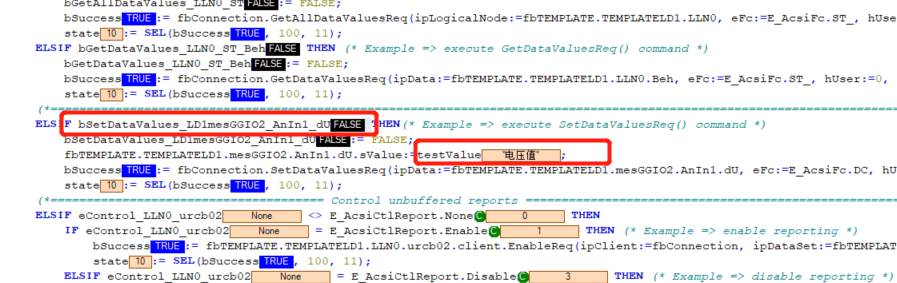 bGetAllDataValues_LLN0_ST FALSE := FALSE;
bSuccess TRUE := fbConnection.GetAllDataValuesReq(ipLogicalNode:=fbTEMPLATE.TEMPLATELD1.LLN0, eFc:=E_AcsiFc.ST_, hUser
state 10 := SEL(bSuccess TRUE , 100, 11);
ELSIF bGetDataValues_LLN0_ST_Beh FALSE THEN (* Example => execute GetDataValuesReq() command *)
bGetDataValues_LLN0_ST_Beh FALSE := FALSE;
bSuccess TRUE := fbConnection.GetDataValuesReq(ipData:=fbTEMPLATE.TEMPLATELD1.LLN0.Beh, eFc:=E_AcsiFc.ST_, hUser:=0,
state 10 := SEL(bSuccess TRUE , 100, 11);
ELSIF bSetDataValues_LD1mesGGIO2_AnIn1_dU FALSE THEN (* Example => execute SetDataValuesReq() command *)
bSetDataValues_LD1mesGGIO2_AnIn1_dU FALSE := FALSE;
fbTEMPLATE.TEMPLATELD1.mesGGIO2.AnIn1.dU.sValue:=testValue "电压值" ;
bSuccess TRUE := fbConnection.SetDataValuesReq(ipData:=fbTEMPLATE.TEMPLATELD1.mesGGIO2.AnIn1.dU, eFc:=E_AcsiFc.DC, hU
state 10 := SEL(bSuccess TRUE , 100, 11);
(*=================================== Control unbuffered reports ================================================
ELSIF eControl_LLN0_urcb02 None <> E_AcsiCtlReport.None C 0 THEN
IF eControl_LLN0_urcb02 None = E_AcsiCtlReport.Enable C 1 THEN (* Example => enable reporting *)
bSuccess TRUE := fbTEMPLATE.TEMPLATELD1.LLN0.urcb02.client.EnableReq(ipClient:=fbConnection, ipDataSet:=fbTEMPLAT
state 10 := SEL(bSuccess TRUE , 100, 11);
ELSIF eControl_LLN0_urcb02 None = E_AcsiCtlReport.Disable C 3 THEN (* Example => disable reporting *)